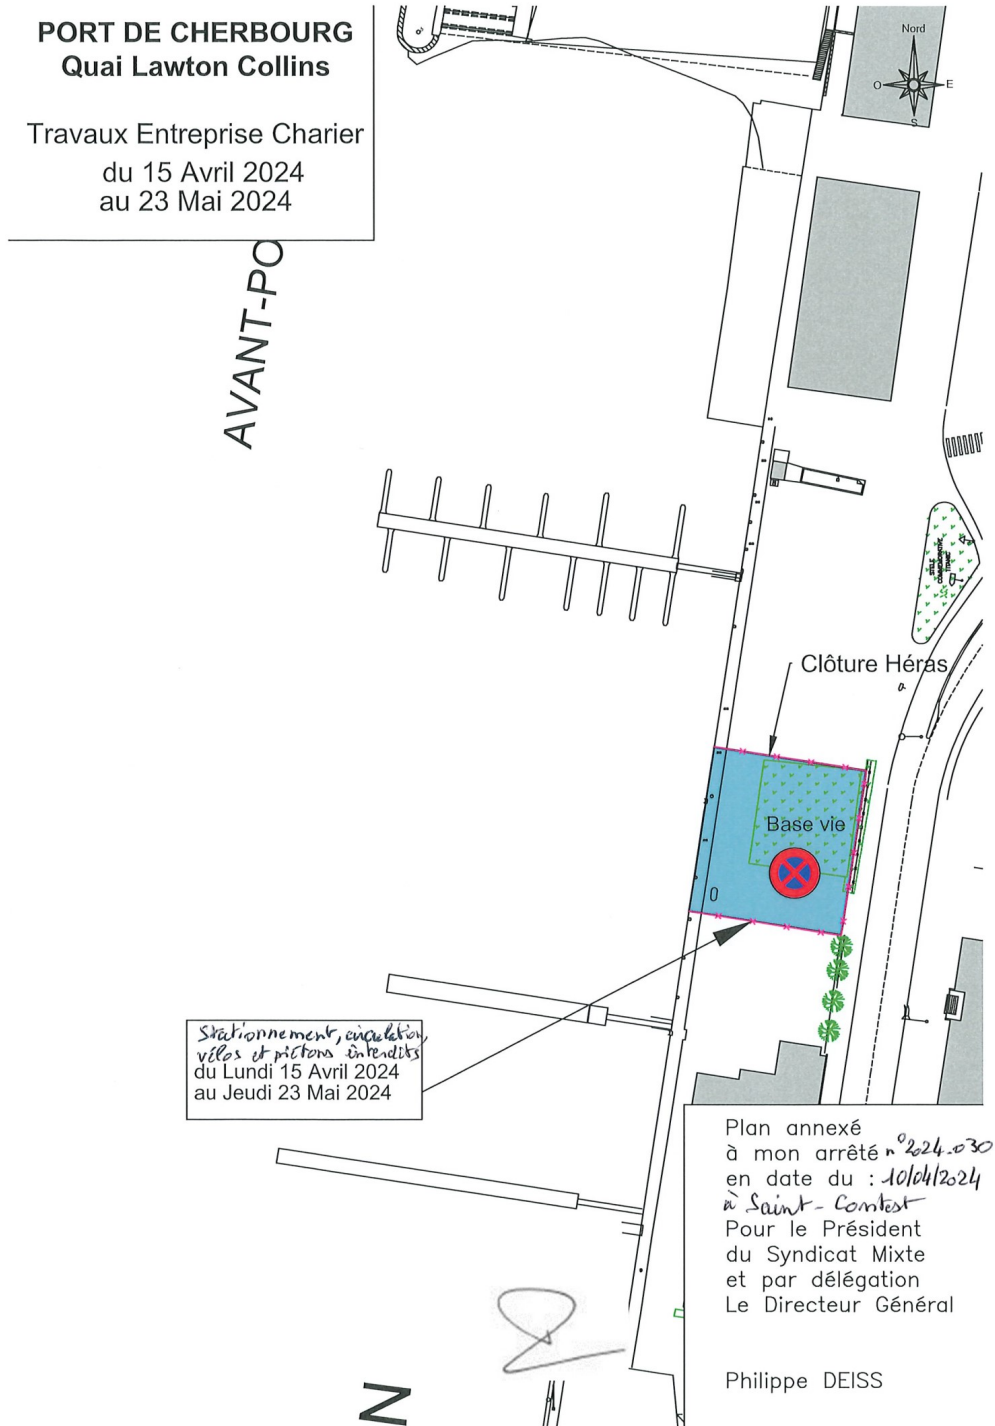 PORT DE CHERBOURG
Quai Lawton Collins
Travaux Entreprise Charier
du 15 Avril 2024
au 23 Mai 2024
Nord
O
E
S
AVANT-PO
STELE
COMMEMORATIVE
TITANIC
Clôture Héras
Base vie
Stationnement, circulation,
vélos et piétons interdits
du Lundi 15 Avril 2024
au Jeudi 23 Mai 2024
Plan annexé
à mon arrêté n° 2024-030
en date du : 10/04/2024
à Saint-Contest
Pour le Président
du Syndicat Mixte
et par délégation
Le Directeur Général
Philippe DEISS
N